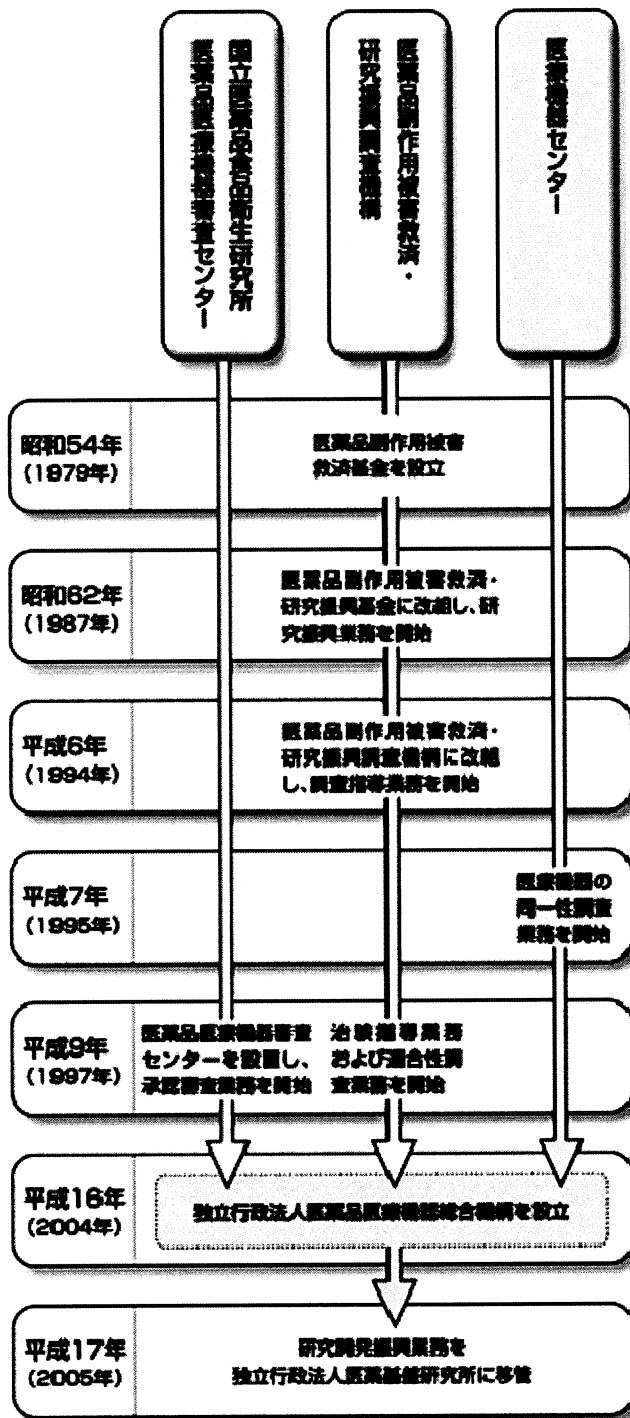 国立医薬品食品衛生研究所
医薬品医療機器審査センター
医薬品副作用被害救済・
研究振興調査機構
医療機器センター
昭和54年
(1979年)
医薬品副作用被害
救済基金を設立
昭和62年
(1987年)
医薬品副作用被害救済・
研究振興基金に改組し、研
究振興業務を開始
平成6年
(1994年)
医薬品副作用被害救済・
研究振興調査機構に改組
し、調査指導業務を開始
平成7年
(1995年)
医療機器の
同一性調査
業務を開始
平成9年
(1997年)
医薬品医療機器審査
センターを設置し、
承認審査業務を開始
治験指導業務
および適合性調
査業務を開始
平成16年
(2004年)
独立行政法人医薬品医療機器総合機構を設立
平成17年
(2005年)
研究開発振興業務を
独立行政法人医薬基盤研究所に移管